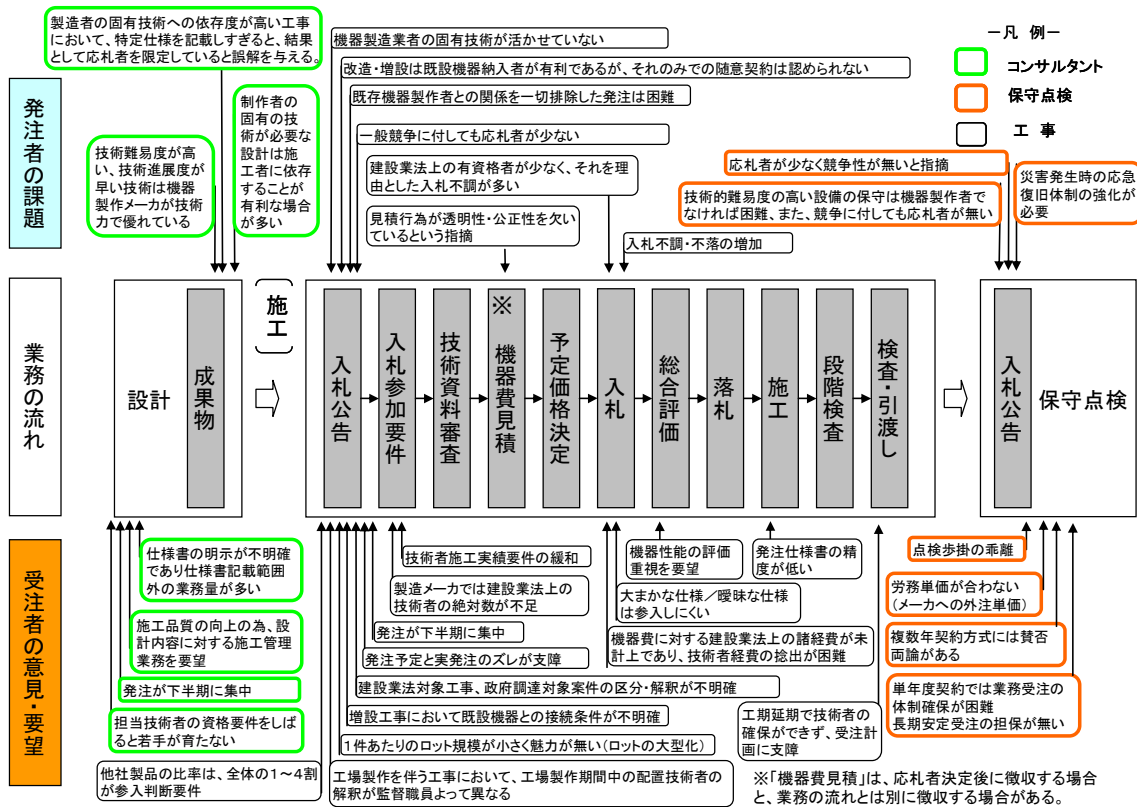 製造者の固有技術への依存度が高い工事
において、特定仕様を記載しすぎると、結果
として応札者を限定していると誤解を与える。
機器製造業者の固有技術が活かせていない
改造・増設は既設機器納入者が有利であるが、それのみでの随意契約は認められない
既存機器製作者との関係を一切排除した発注は困難
一般競争に付しても応札者が少ない
－凡 例－
コンサルタント
保守点検
工 事
発注者の課題
技術難易度が高
い、技術進展度が
早い技術は機器
製作メーカが技術
力で優れている
制作者の
固有の技
術が必要な
設計は施
工者に依存
することが
有利な場合
が多い
建設業法上の有資格者が少なく、それを理
由とした入札不調が多い
見積行為が透明性・公正性を欠い
ているという指摘
入札不調・不落の増加
応札者が少なく競争性が無いと指摘
技術的難易度の高い設備の保守は機器製作者で
なければ困難、また、競争に付しても応札者が無い
災害発生時の応急
復旧体制の強化が
必要
業務の流れ
設計
成果物
施工
入札公告
入札参加要件
技術資料審査
※
機器費見積
予定価格決定
入札
総合評価
落札
施工
段階検査
検査・引渡し
入札公告
保守点検
受注者の意見・要望
仕様書の明示が不明確
であり仕様書記載範囲
外の業務量が多い
施工品質の向上の為、設
計内容に対する施工管理
業務を要望
発注が下半期に集中
担当技術者の資格要件をしば
ると若手が育たない
他社製品の比率は、全体の１～４割
が参入判断要件
技術者施工実績要件の緩和
製造メーカでは建設業法上の
技術者の絶対数が不足
発注が下半期に集中
発注予定と実発注のズレが支障
建設業法対象工事、政府調達対象案件の区分・解釈が不明確
増設工事において既設機器との接続条件が不明確
１件あたりのロット規模が小さく魅力が無い（ロットの大型化）
工場製作を伴う工事において、工場製作期間中の配置技術者の
解釈が監督職員よって異なる
機器性能の評価
重視を要望
大まかな仕様／曖昧な仕様
は参入しにくい
機器費に対する建設業法上の諸経費が未
計上であり、技術者経費の捻出が困難
発注仕様書の精
度が低い
工期延期で技術者の
確保ができず、受注計
画に支障
点検歩掛の乖離
労務単価が合わない
（メーカへの外注単価）
複数年契約方式には賛否
両論がある
単年度契約では業務受注の
体制確保が困難
長期安定受注の担保が無い
※「機器費見積」は、応札者決定後に徴収する場合
と、業務の流れとは別に徴収する場合がある。